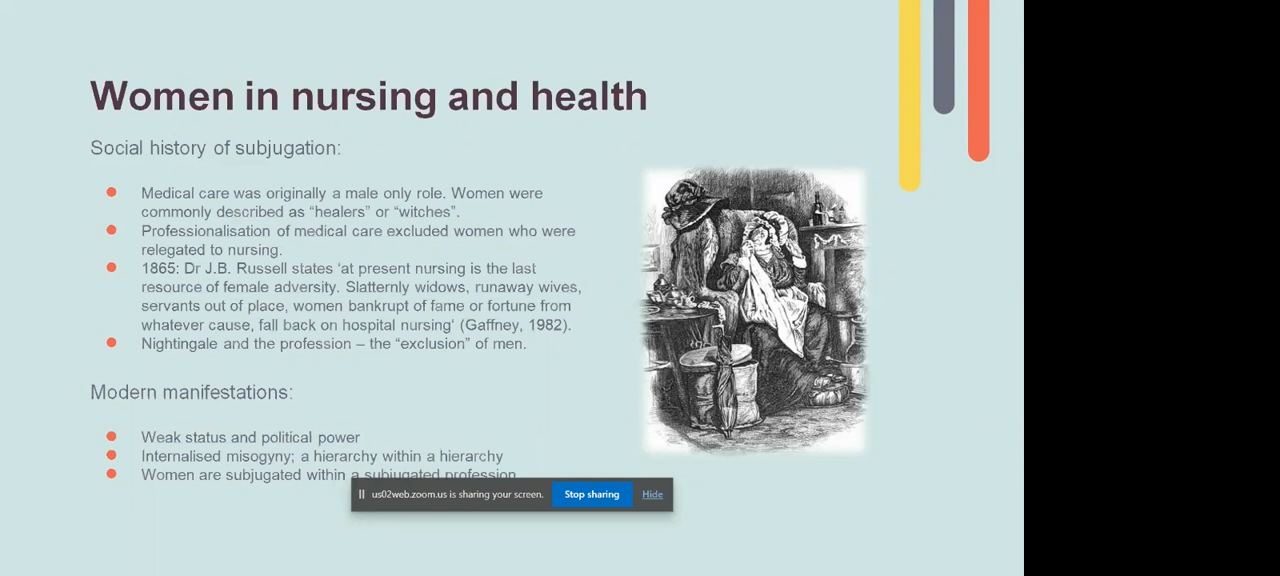 Women in nursing and health
Social history of subjugation:
Medical care was originally a male only role. Women were
commonly described as “healers” or “witches”.
Professionalisation of medical care excluded women who were
relegated to nursing.
1865: Dr J.B. Russell states ‘at present nursing is the last
resource of female adversity. Slatternly widows, runaway wives,
servants out of place, women bankrupt of fame or fortune from
whatever cause, fall back on hospital nursing‘ (Gaffney, 1982).
Nightingale and the profession – the “exclusion” of men.
Modern manifestations:
Weak status and political power
Internalised misogyny; a hierarchy within a hierarchy
Women are subjugated within a subjugated profession
us02web.zoom.us is sharing your screen. Stop sharing Hide